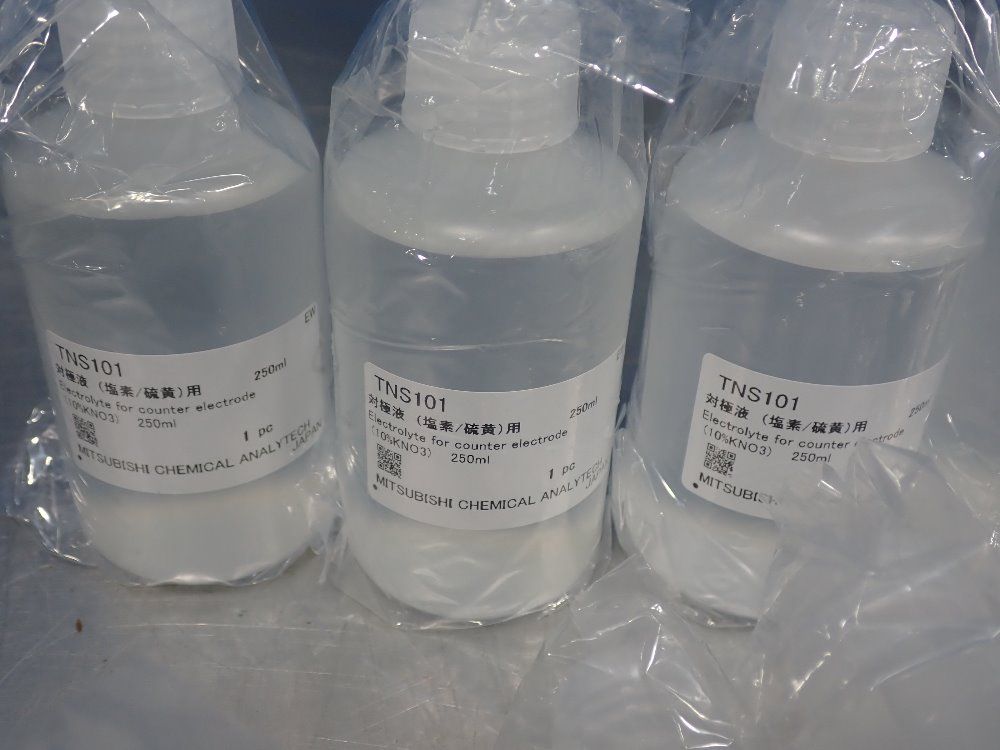 EW
TNS101
対極液 (塩素/硫黄)用 250ml
Electrolyte for counter electrode
(10%KNO3) 250ml
1 pc
MITSUBISHI CHEMICAL ANALYTECH
JAPAN
TNS101
対極液 (塩素/硫黄)用 250ml
Electrolyte for counter electrode
(10%KNO3) 250ml
1 pc
MITSUBISHI CHEMICAL ANALYTECH
JAPAN
TNS101
対極液 (塩素/硫黄)用 250ml
Electrolyte for counter electrode
(10%KNO3) 250ml
MITSUBISH